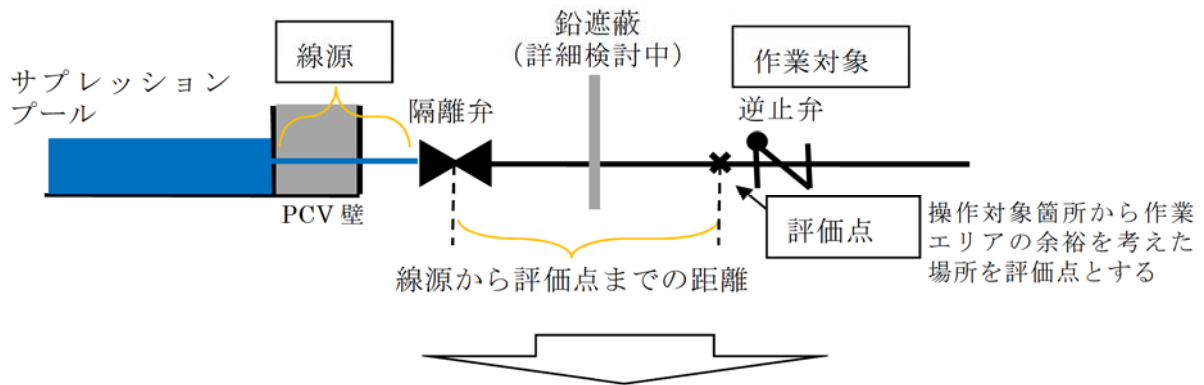 鉛遮蔽
（詳細検討中）
線源
作業対象
サプレッション
プール
隔離弁
逆止弁
PCV 壁
評価点
操作対象箇所から作業
エリアの余裕を考えた
場所を評価点とする
線源から評価点までの距離